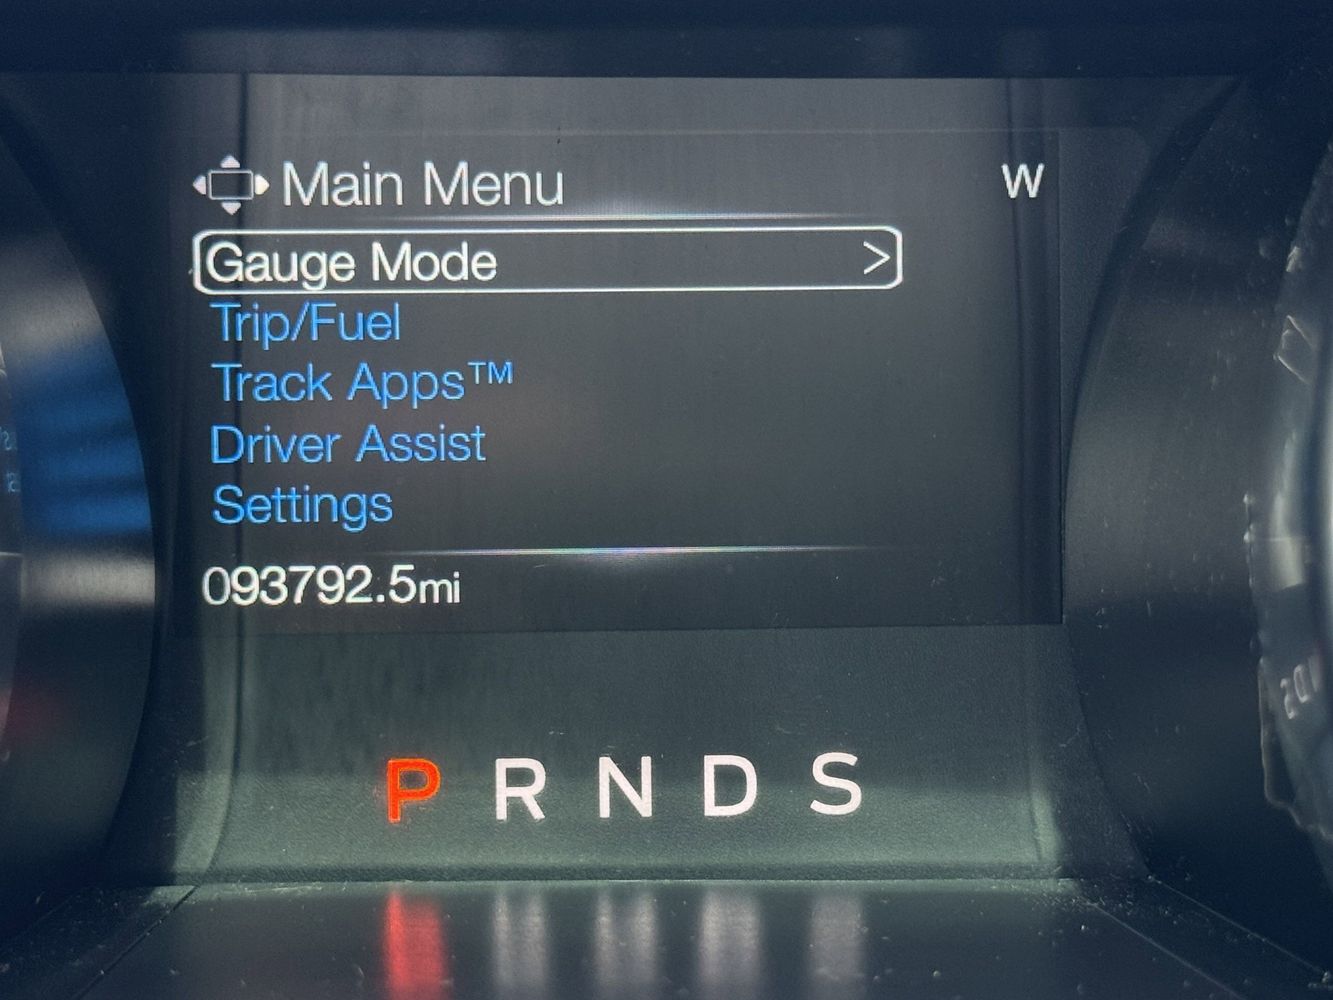 Main Menu
W
Gauge Mode >
Trip/Fuel
Track Apps™
Driver Assist
Settings
093792.5mi
P R N D S